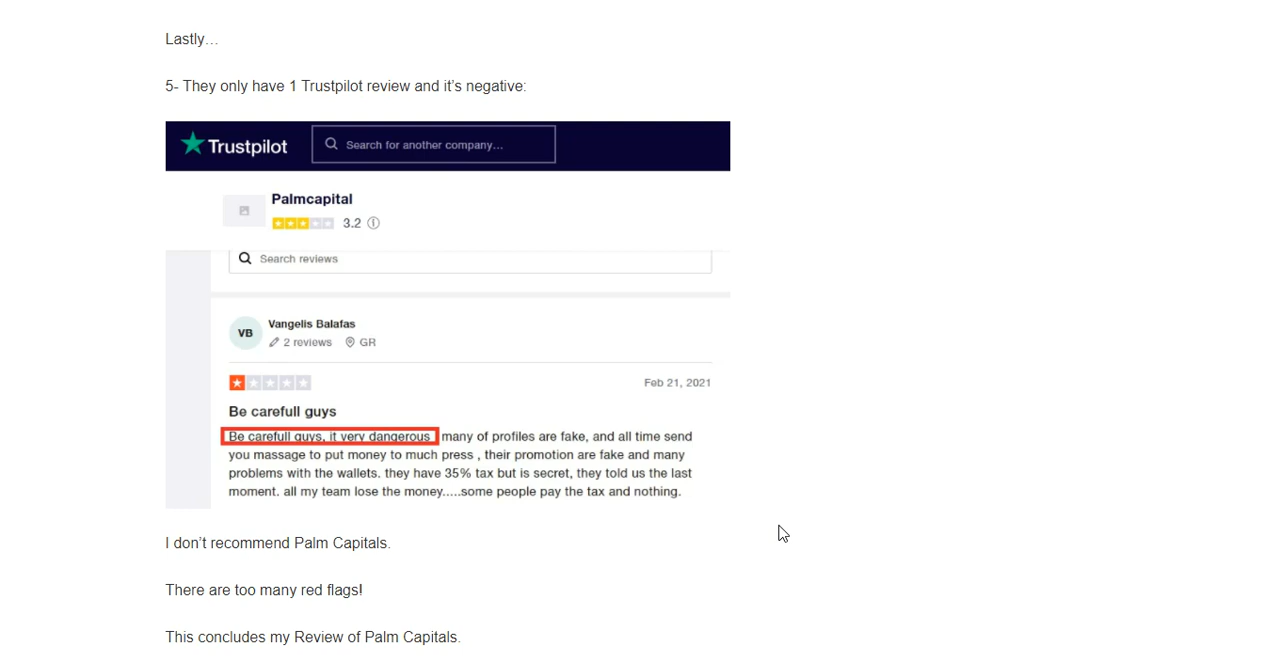 Lastly…
5- They only have 1 Trustpilot review and it’s negative:
Trustpilot
Search for another company…
Palmcapital
3.2
Search reviews
VB
Vangelis Balafas
2 reviews GR
Feb 21, 2021
Be carefull guys
Be carefull guys, it very dangerous many of profiles are fake, and all time send
you massage to put money to much press , their promotion are fake and many
problems with the wallets. they have 35% tax but is secret, they told us the last
moment. all my team lose the money.....some people pay the tax and nothing.
I don’t recommend Palm Capitals.
There are too many red flags!
This concludes my Review of Palm Capitals.